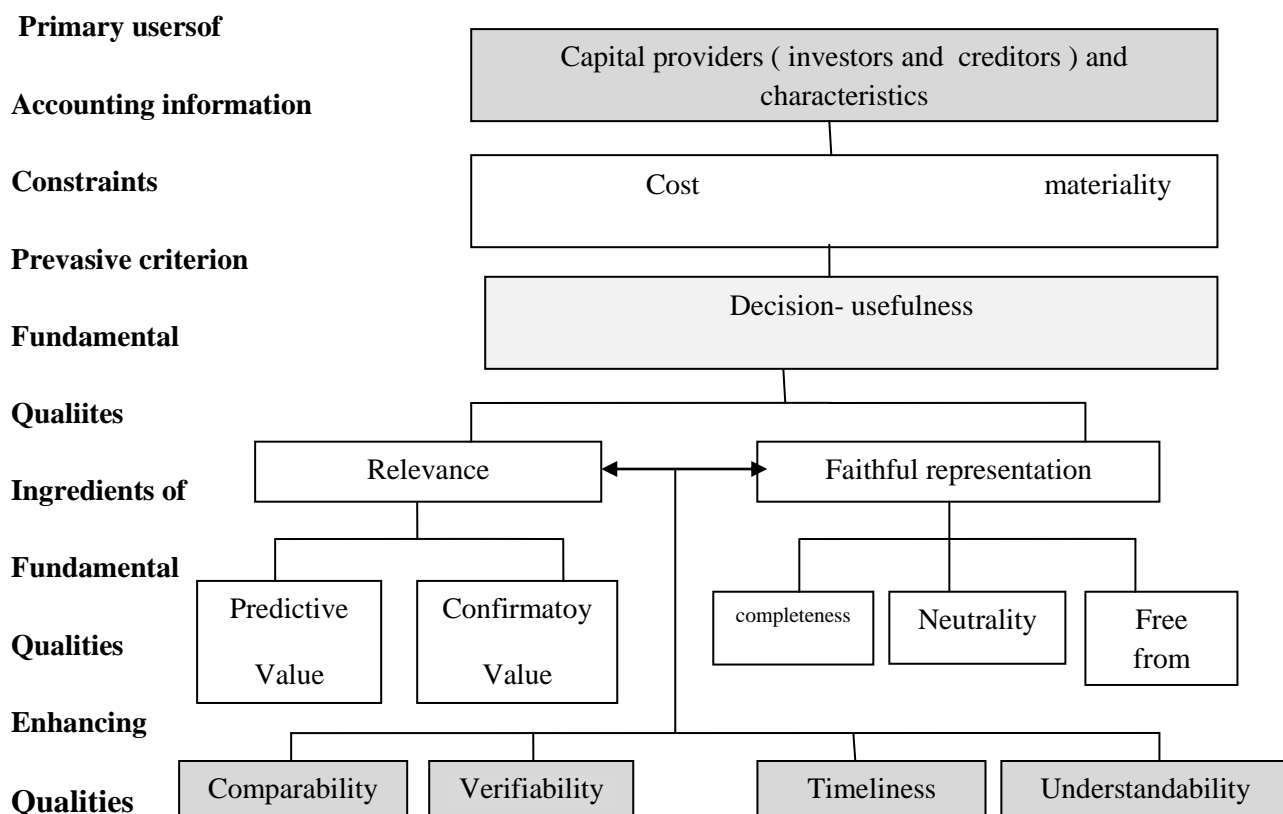 Primary usersof
Capital providers ( investors and creditors ) and
characteristics
Accounting information
Constraints
Cost materiality
Prevasive criterion
Decision- usefulness
Fundamental
Qualiites
Relevance Faithful representation
Ingredients of
Fundamental
Predictive
Value
Confirmatoy
Value
completeness
Neutrality
Free
from
Qualities
Enhancing
Qualities
Comparability Verifiability Timeliness Understandability